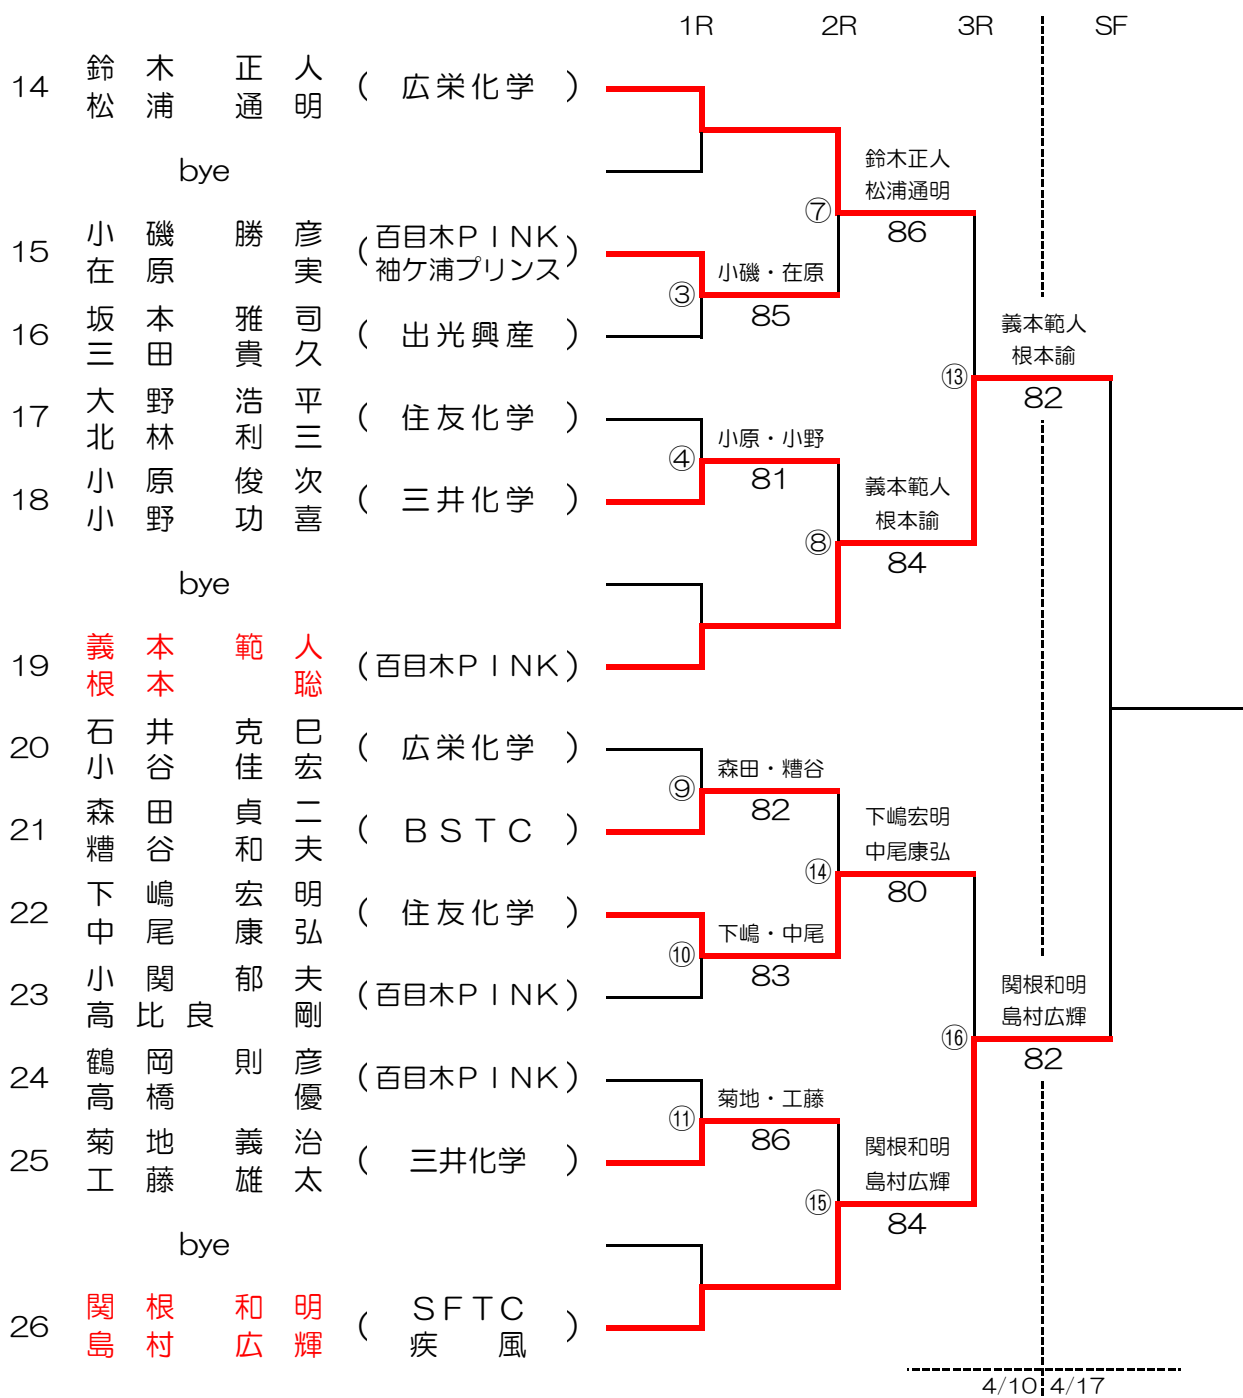 1R 2R 3R SF
14 鈴木 正人 (広栄化学)
松浦 通明
bye
鈴木正人
松浦通明
⑦ 86
15 小磯 勝彦 (百目木PINK
在原 実 袖ケ浦プリンス)
③ 小磯・在原
85
16 坂本 雅司 (出光興産)
三田 貴久
義本範人
根本諭
⑬ 82
17 大野 浩平 (住友化学)
北林 利三
④ 小原・小野
81
18 小原 俊次 (三井化学)
小野 功喜
義本範人
根本諭
⑧ 84
bye
19 義本 範人 (百目木PINK)
根本 聡
20 石井 克巳 (広栄化学)
小谷 佳宏
⑨ 森田・糟谷
82
21 森田 貞二 (BSTC)
糟谷 和夫
下嶋宏明
中尾康弘
⑭ 80
22 下嶋 宏明 (住友化学)
中尾 康弘
⑩ 下嶋・中尾
83
23 小関 郁夫 (百目木PINK)
高比良 剛
関根和明
島村広輝
⑯ 82
24 鶴岡 則彦 (百目木PINK)
高橋 優
⑪ 菊地・工藤
86
25 菊地 義治 (三井化学)
工藤 雄太
関根和明
島村広輝
⑮ 84
bye
26 関根 和明 (SFTC
島村 広輝 疾風)
4/10 4/17